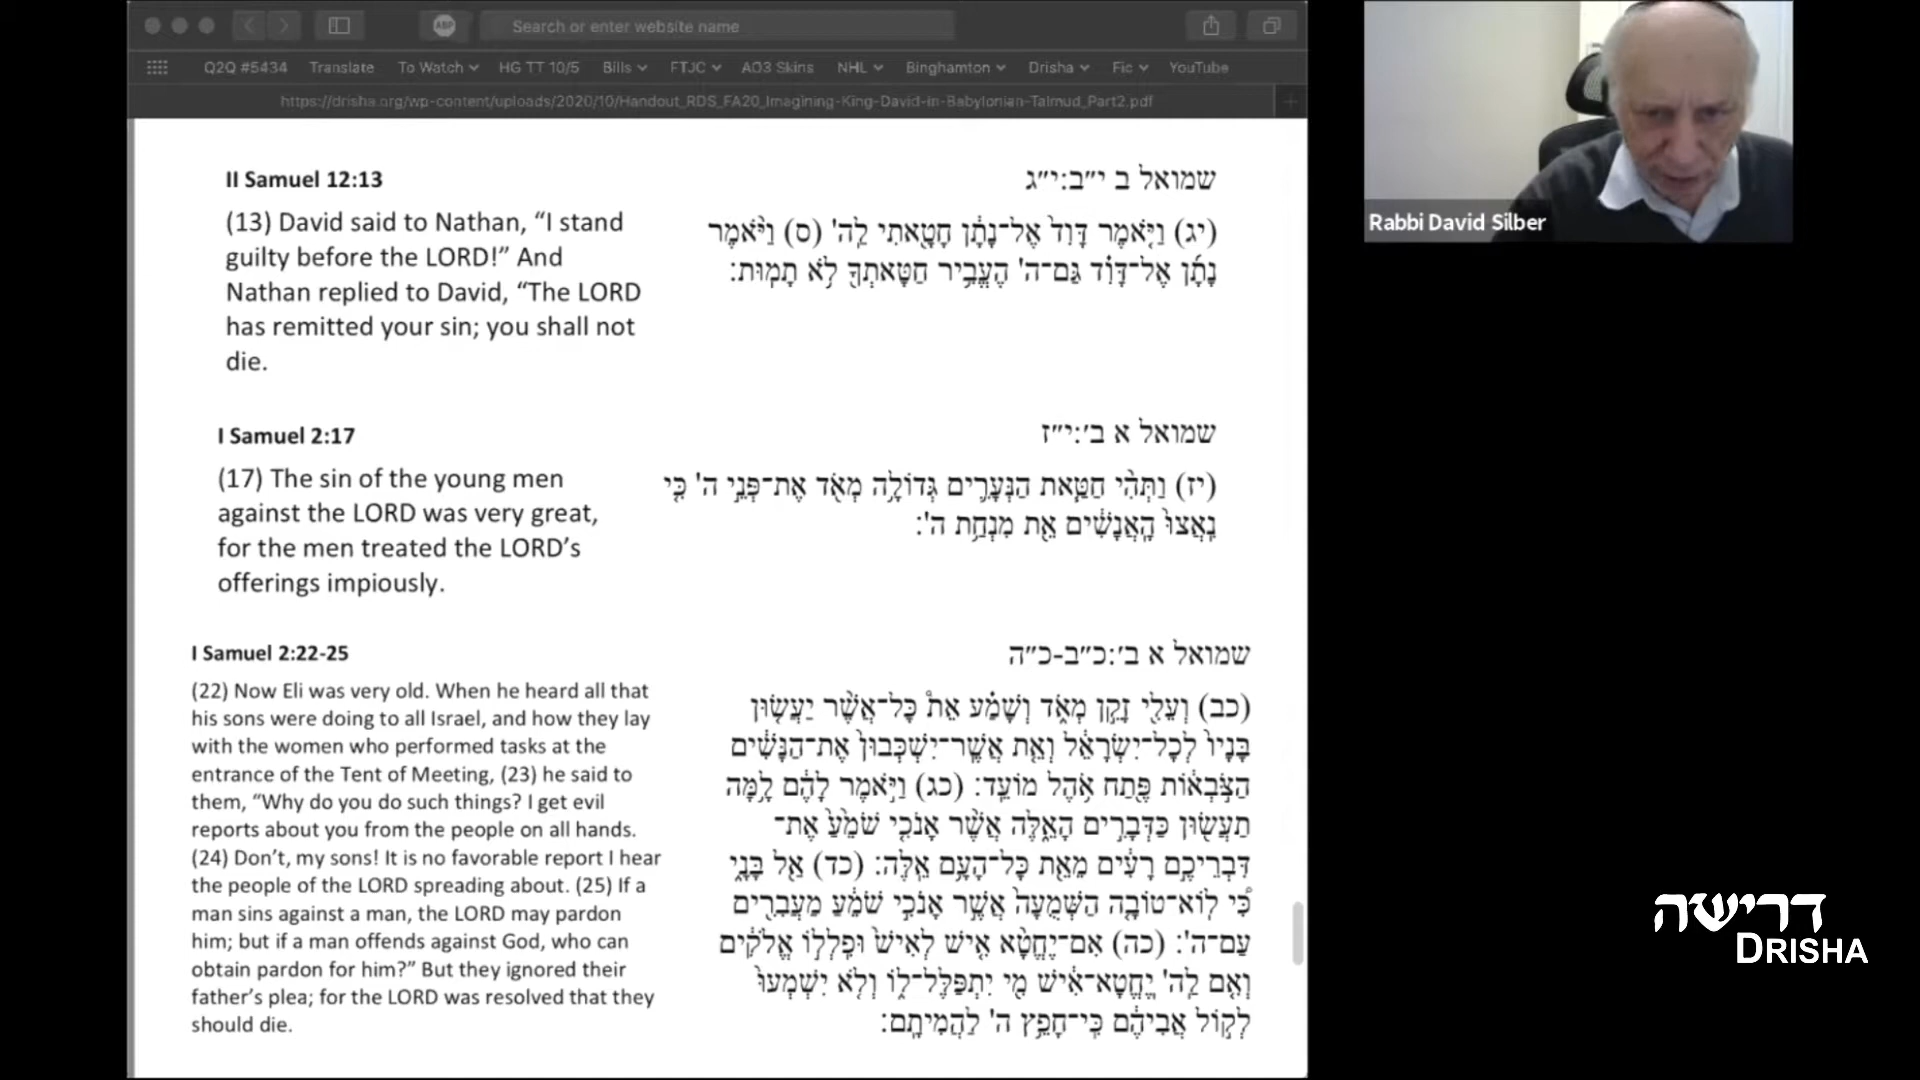 Search or enter website name
Q2Q #5434 Translate To Watch HG TT 10/5 Bills FTJC AO3 Skins NHL Binghamton Drisha Fic YouTube
https://drisha.org/wp-content/uploads/2020/10/Handout_RDS_FA20_Imagining-King-David-in-Babylonian-Talmud_Part2.pdf
II Samuel 12:13
(13) David said to Nathan, “I stand
guilty before the LORD!” And
Nathan replied to David, “The LORD
has remitted your sin; you shall not
die.
שמואל ב י״ב:י״ג
(יג) וַיֹּ֤אמֶר דָּוִד֙ אֶל־נָתָ֔ן חָטָ֖אתִי לַֽה' (ס) וַיֹּ֨אמֶר
נָתָ֜ן אֶל־דָּוִ֗ד גַּם־ה' הֶעֱבִ֥יר חַטָּאתְךָ֖ לֹ֥א תָמֽוּת׃
I Samuel 2:17
(17) The sin of the young men
against the LORD was very great,
for the men treated the LORD’s
offerings impiously.
שמואל א ב׳:י״ז
(יז) וַתְּהִ֨י חַטַּ֧את הַנְּעָרִ֛ים גְּדוֹלָ֥ה מְאֹ֖ד אֶת־פְּנֵ֣י ה' כִּ֤י
נִֽאֲצוּ֙ הָֽאֲנָשִׁ֔ים אֵ֖ת מִנְחַ֥ת ה'׃
I Samuel 2:22-25
(22) Now Eli was very old. When he heard all that
his sons were doing to all Israel, and how they lay
with the women who performed tasks at the
entrance of the Tent of Meeting, (23) he said to
them, “Why do you do such things? I get evil
reports about you from the people on all hands.
(24) Don’t, my sons! It is no favorable report I hear
the people of the LORD spreading about. (25) If a
man sins against a man, the LORD may pardon
him; but if a man offends against God, who can
obtain pardon for him?” But they ignored their
father’s plea; for the LORD was resolved that they
should die.
שמואל א ב׳:כ״ב-כ״ה
(כב) וְעֵלִ֖י זָקֵ֣ן מְאֹ֑ד וְשָׁמַ֗ע אֵת֩ כָּל־אֲשֶׁ֨ר יַעֲשׂ֤וּן
בָּנָיו֙ לְכָל־יִשְׂרָאֵ֔ל וְאֵ֤ת אֲשֶֽׁר־יִשְׁכְּבוּן֙ אֶת־הַנָּשִׁ֔ים
הַצֹּ֣בְא֔וֹת פֶּ֖תַח אֹ֥הֶל מוֹעֵֽד׃ (כג) וַיֹּ֣אמֶר לָהֶ֔ם לָ֥מָּה
תַעֲשׂ֖וּן כַּדְּבָרִ֣ים הָאֵ֑לֶּה אֲשֶׁ֨ר אָנֹכִ֤י שֹׁמֵ֙עַ֙ אֶת־
דִּבְרֵיכֶ֣ם רָעִ֔ים מֵאֵ֖ת כָּל־הָעָ֥ם אֵֽלֶּה׃ (כד) אַ֖ל בָּנָ֑י
כִּ֠י לֽוֹא־טוֹבָ֤ה הַשְּׁמֻעָה֙ אֲשֶׁ֣ר אָנֹכִ֣י שֹׁמֵ֔עַ מַעֲבִרִ֖ים
עַם־ה'׃ (כה) אִם־יֶחֱטָ֨א אִ֤ישׁ לְאִישׁ֙ וּפִֽלְל֣וֹ אֱלֹקִ֔ים
וְאִ֤ם לַֽה' יֶֽחֱטָא־אִ֔ישׁ מִ֖י יִתְפַּלֶּל־ל֑וֹ וְלֹ֤א יִשְׁמְעוּ֙
לְק֣וֹל אֲבִיהֶ֔ם כִּֽי־חָפֵ֥ץ ה' לַהֲמִיתָֽם׃
Rabbi David Silber
דרישה
DRISHA